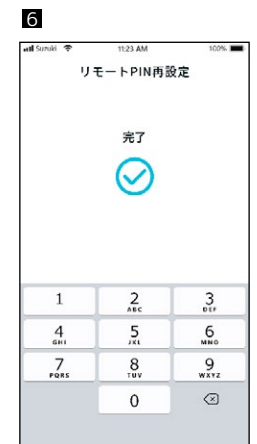 6
Suzuki 11:23 AM 100%
リモートPIN再設定
完了
1 2 3
ABC DEF
4 5 6
GHI JKL MNO
7 8 9
PQRS TUV WXYZ
0